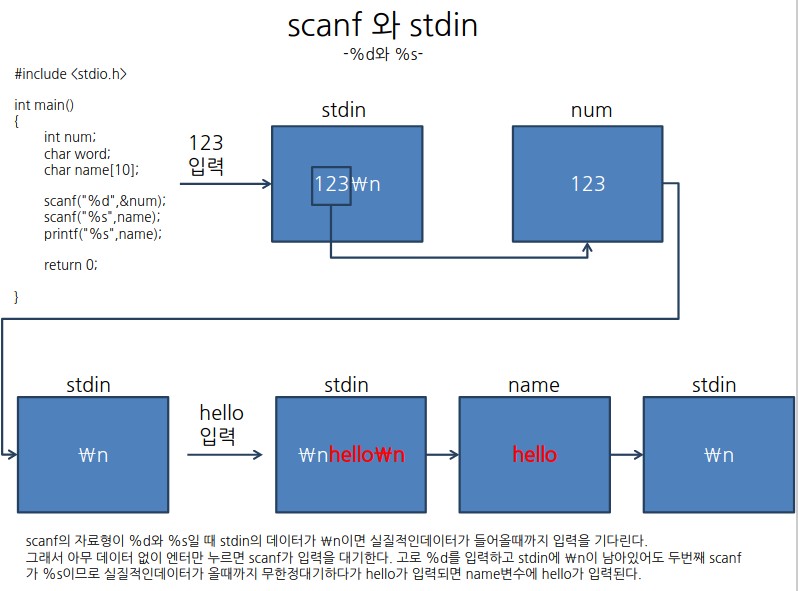 scanf 와 stdin
-%d와 %s-
#include <stdio.h>
int main()
{
int num;
char word;
char name[10];
scanf("%d",&num);
scanf("%s",name);
printf("%s",name);
return 0;
}
123
입력
stdin
123₩n
num
123
stdin
₩n
hello
입력
stdin
₩nhello₩n
name
hello
stdin
₩n
scanf의 자료형이 %d와 %s일 때 stdin의 데이터가 ₩n이면 실질적인데이터가 들어올때까지 입력을 기다린다.
그래서 아무 데이터 없이 엔터만 누르면 scanf가 입력을 대기한다. 고로 %d를 입력하고 stdin에 ₩n이 남아있어도 두번째 scanf
가 %s이므로 실질적인데이터가 올때까지 무한정대기하다가 hello가 입력되면 name변수에 hello가 입력된다.